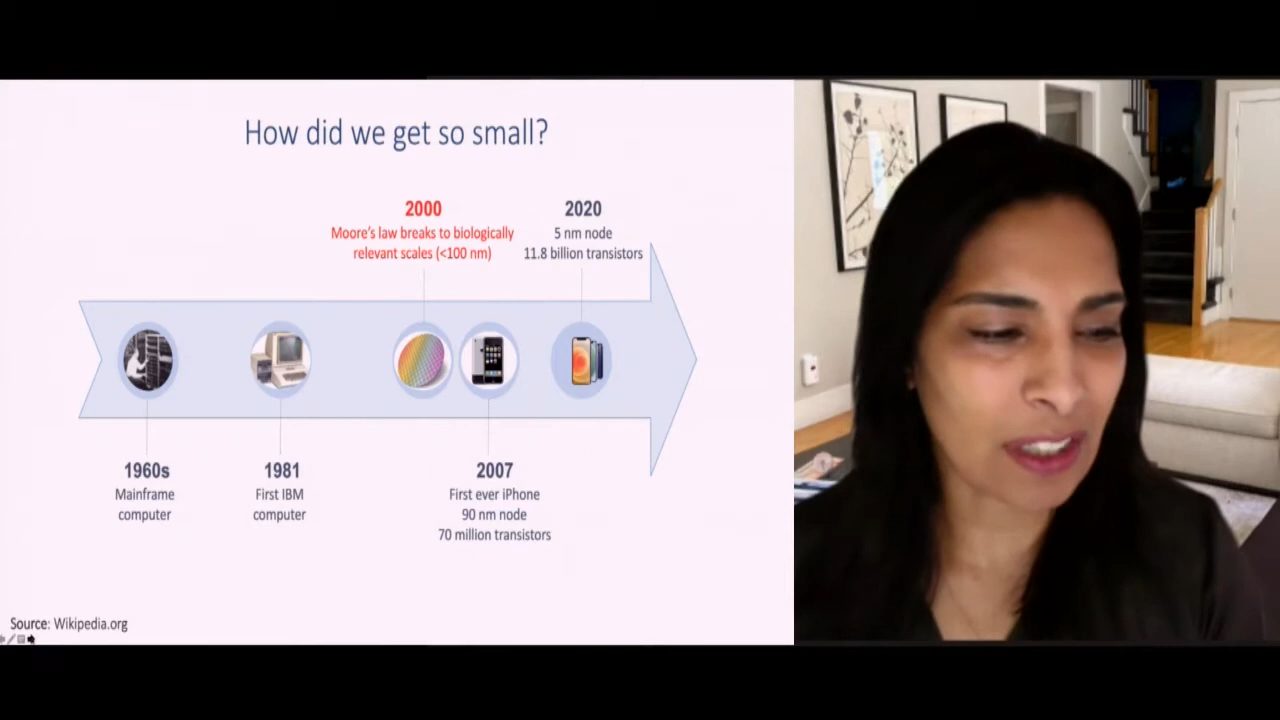 How did we get so small?
2000
Moore's law breaks to biologically
relevant scales (<100 nm)
2020
5 nm node
11.8 billion transistors
1960s
Mainframe
computer
1981
First IBM
computer
2007
First ever iPhone
90 nm node
70 million transistors
Source: Wikipedia.org